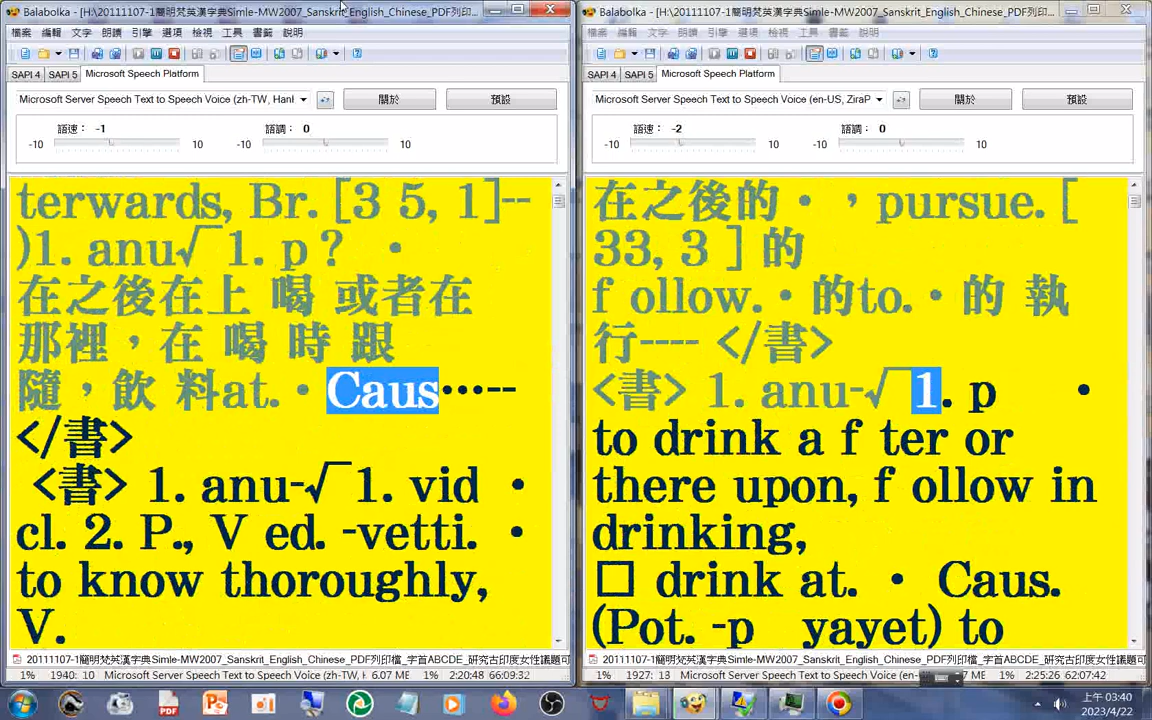 Balabolka - [H:\20111107-1簡明梵英漢字典Simle-MW2007_Sanskrit_English_Chinese_PDF列印...
檔案 編輯 文字 朗讀 引擎 選項 檢視 工具 書籤 說明
SAPI 4 SAPI 5 Microsoft Speech Platform
Microsoft Server Speech Text to Speech Voice (zh-TW, Hanl
關於 預設
語速： -1 語調： 0
-10 10 -10 10
terwards, Br. [3 5, 1]--
)1. anu√ 1. p？ •
在之後在上 喝 或者在
那裡，在 喝 時 跟
隨，飲 料at. • Caus•••--
</書>
<書> 1. anu-√ 1. vid •
cl. 2. P., V ed. -vetti. •
to know thoroughly,
V.
20111107-1簡明梵英漢字典Simle-MW2007_Sanskrit_English_Chinese_PDF列印檔_字首ABCDE_研究古印度女性議題可
1% 1940: 10 Microsoft Server Speech Text to Speech Voice (zh-TW, H 6.07 MB 1% 2:20:48 66:09:32
Balabolka - [H:\20111107-1簡明梵英漢字典Simle-MW2007_Sanskrit_English_Chinese_PDF列印...
檔案 編輯 文字 朗讀 引擎 選項 檢視 工具 書籤 說明
SAPI 4 SAPI 5 Microsoft Speech Platform
Microsoft Server Speech Text to Speech Voice (en-US, ZiraP
關於 預設
語速： -2 語調： 0
-10 10 -10 10
在之後的 • ，pursue. [
33, 3 ] 的
f ollow. • 的to. • 的 執
行---- </書>
<書> 1. anu-√ 1. p •
to drink a f ter or
there upon, f ollow in
drinking,
□ drink at. • Caus.
(Pot. -p yayet) to
20111107-1簡明梵英漢字典Simle-MW2007_Sanskrit_English_Chinese_PDF列印檔_字首ABCDE_研究古印度女性議題可
1% 1927: 13 Microsoft Server Speech Text to Speech Voice (en-U 7 MB 1% 2:25:26 62:07:42
上午 03:40
2023/4/22